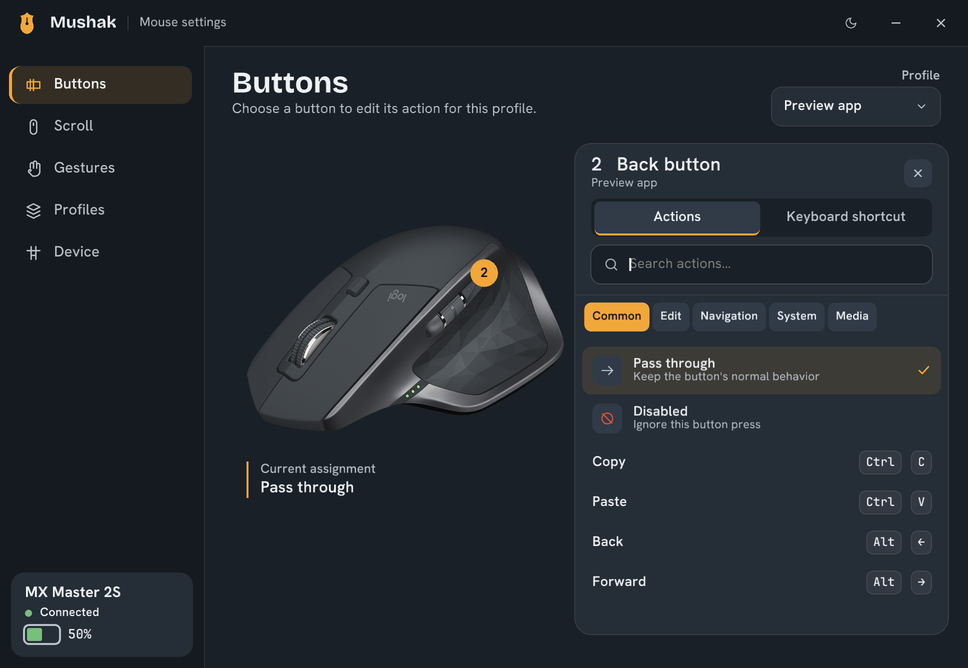 Mushak
Mouse settings
Buttons
Scroll
Gestures
Profiles
Device
MX Master 2S
Connected
50%
Buttons
Choose a button to edit its action for this profile.
Profile
Preview app
logi
2
Current assignment
Pass through
2 Back button
Preview app
Actions
Keyboard shortcut
Search actions...
Common Edit Navigation System Media
Pass through
Keep the button's normal behavior
Disabled
Ignore this button press
Copy Ctrl C
Paste Ctrl V
Back Alt ←
Forward Alt →